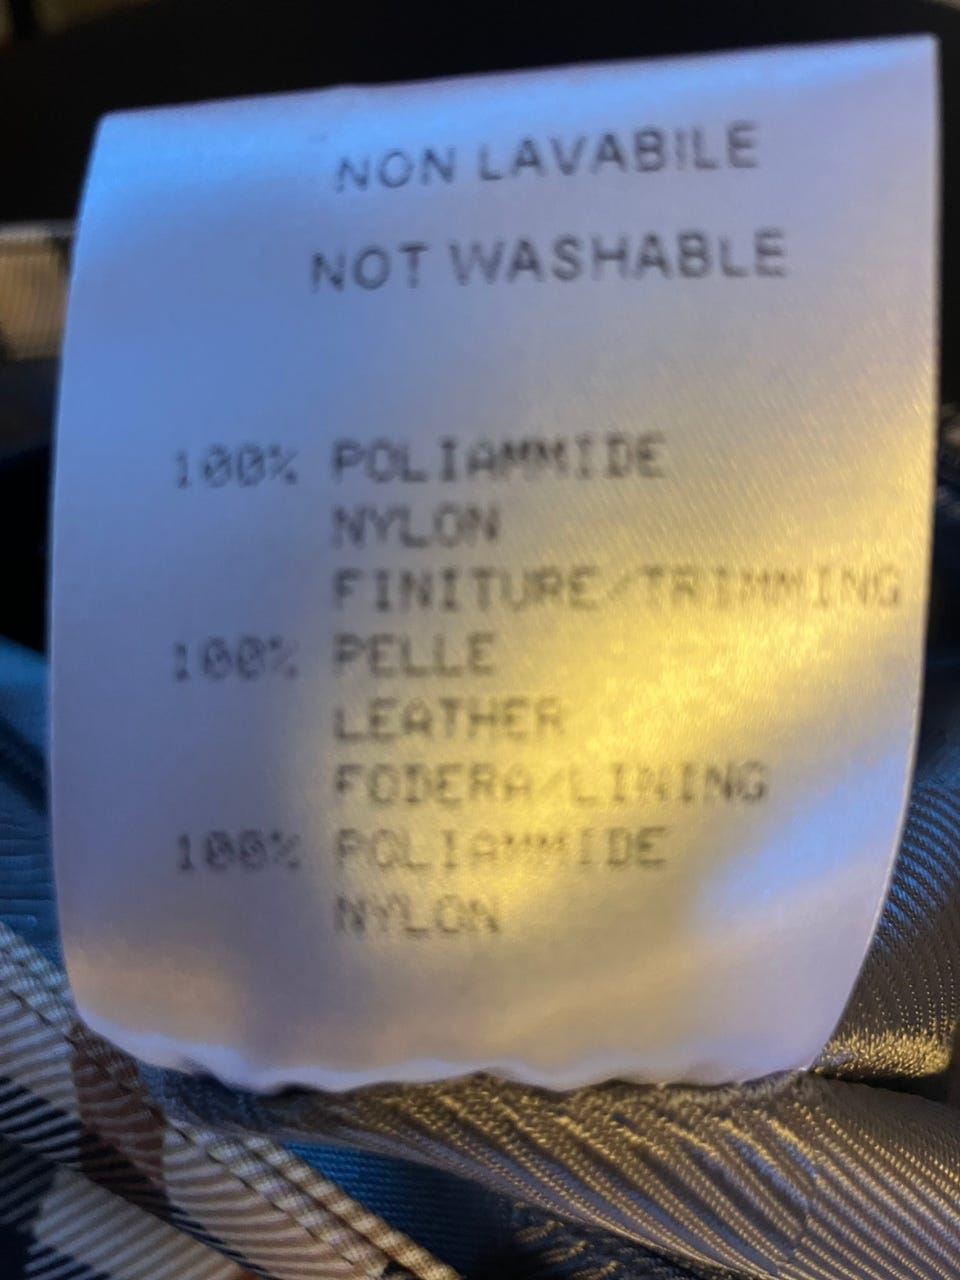 NON LAVABILE
NOT WASHABLE
100% POLIAMMIDE
NYLON
FINITURE/TRIMMING
100% PELLE
LEATHER
FODERA/LINING
100% POLIAMMIDE
NYLON